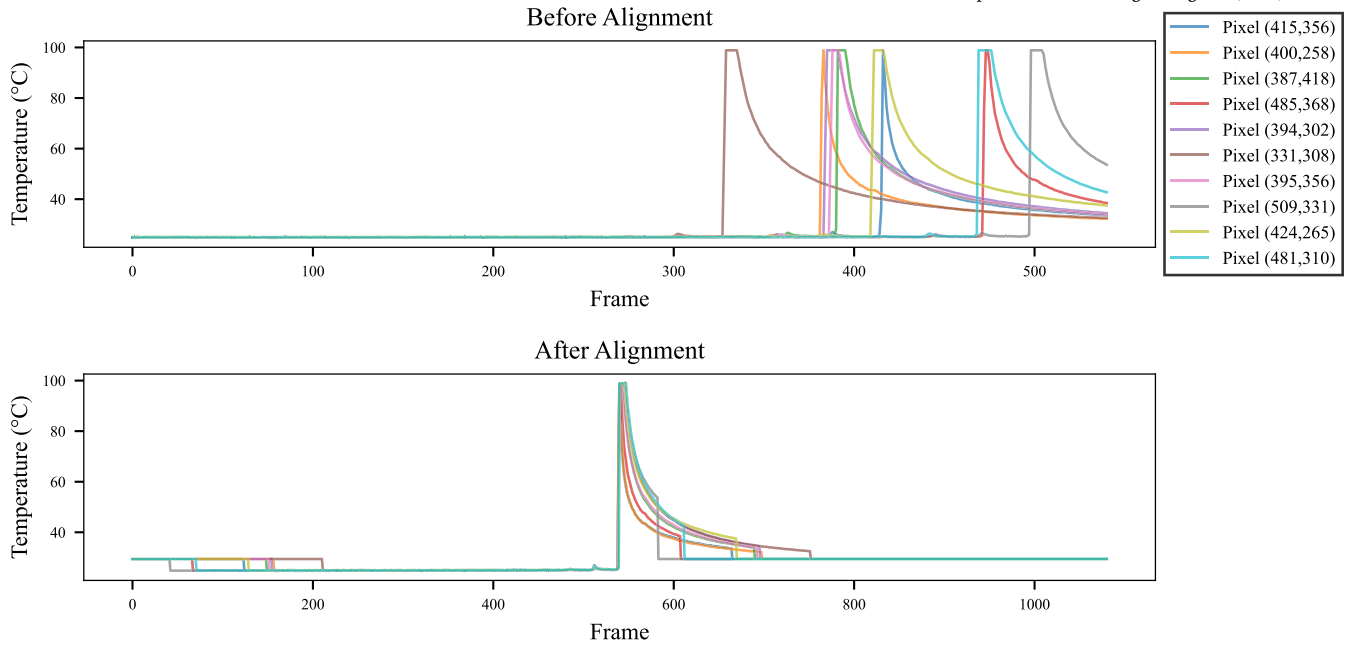 Before Alignment
Temperature (°C)
100
80
60
40
0
100
200
300
400
500
Frame
Pixel (415,356)
Pixel (400,258)
Pixel (387,418)
Pixel (485,368)
Pixel (394,302)
Pixel (331,308)
Pixel (395,356)
Pixel (509,331)
Pixel (424,265)
Pixel (481,310)
After Alignment
Temperature (°C)
100
80
60
40
0
200
400
600
800
1000
Frame